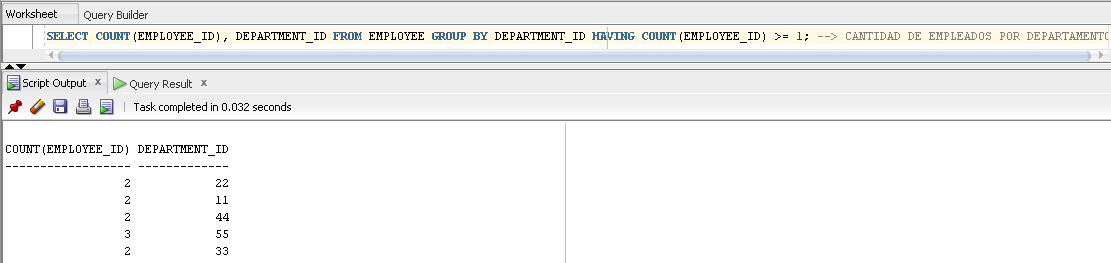 Worksheet Query Builder
SELECT COUNT(EMPLOYEE_ID), DEPARTMENT_ID FROM EMPLOYEE GROUP BY DEPARTMENT_ID HAVING COUNT(EMPLOYEE_ID) >= 1; --> CANTIDAD DE EMPLEADOS POR DEPARTAMENTO
Script Output x Query Result x
Task completed in 0.032 seconds
COUNT(EMPLOYEE_ID) DEPARTMENT_ID
------------------ -------------
2 22
2 11
2 44
3 55
2 33